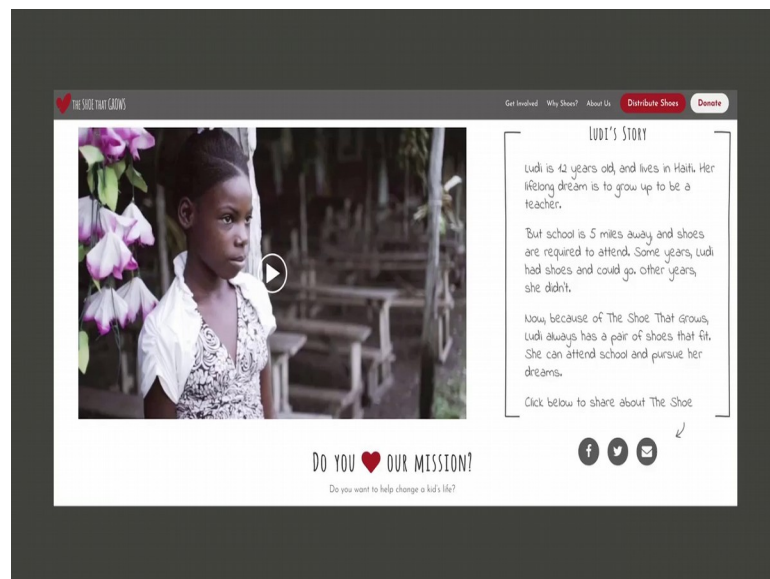 THE SHOE THAT GROWS
Get Involved Why Shoes? About Us Distribute Shoes Donate
LUDI'S STORY
Ludi is 12 years old, and lives in Haiti. Her
lifelong dream is to grow up to be a
teacher.
But school is 5 miles away, and shoes
are required to attend. Some years, Ludi
had shoes and could go. Other years,
she didn't.
Now, because of The Shoe That Grows,
Ludi always has a pair of shoes that fit.
She can attend school and pursue her
dreams.
Click below to share about The Shoe
DO YOU OUR MISSION?
Do you want to help change a kid's life?